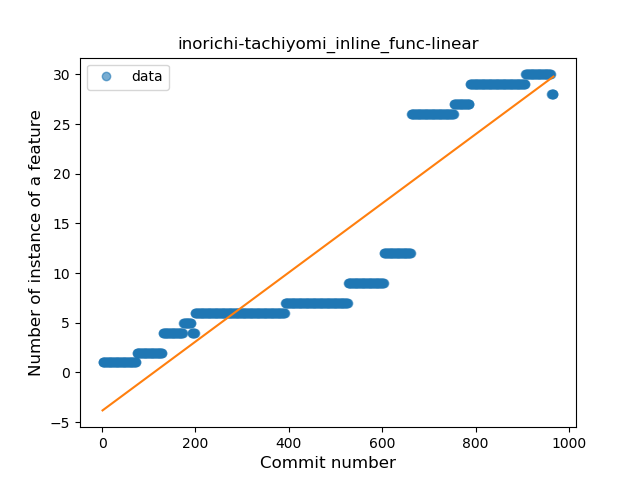 inorichi-tachiyomi_inline_func-linear
data
Number of instance of a feature
30
25
20
15
10
5
0
−5
0 200 400 600 800 1000
Commit number